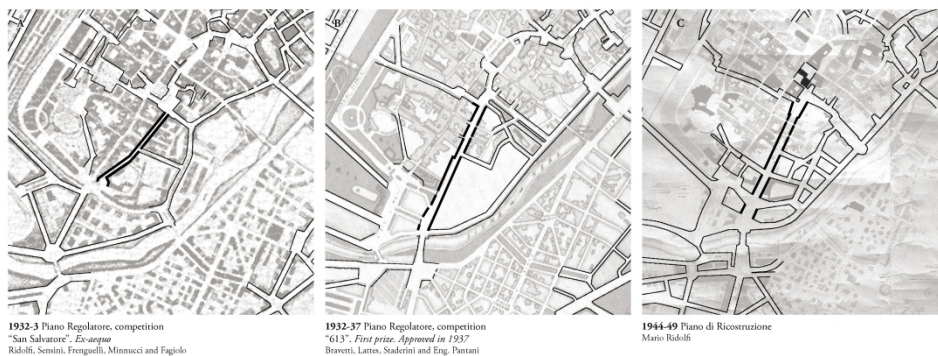 A
B
C
1932-3 Piano Regolatore, competition
"San Salvatore". Ex-aequo
Ridolfi, Sensini, Frenguelli, Minnucci and Fagiolo
1932-37 Piano Regolatore, competition
"613". First prize. Approved in 1937
Bravetti, Lattes, Staderini and Eng. Pantani
1944-49 Piano di Ricostruzione
Mario Ridolfi